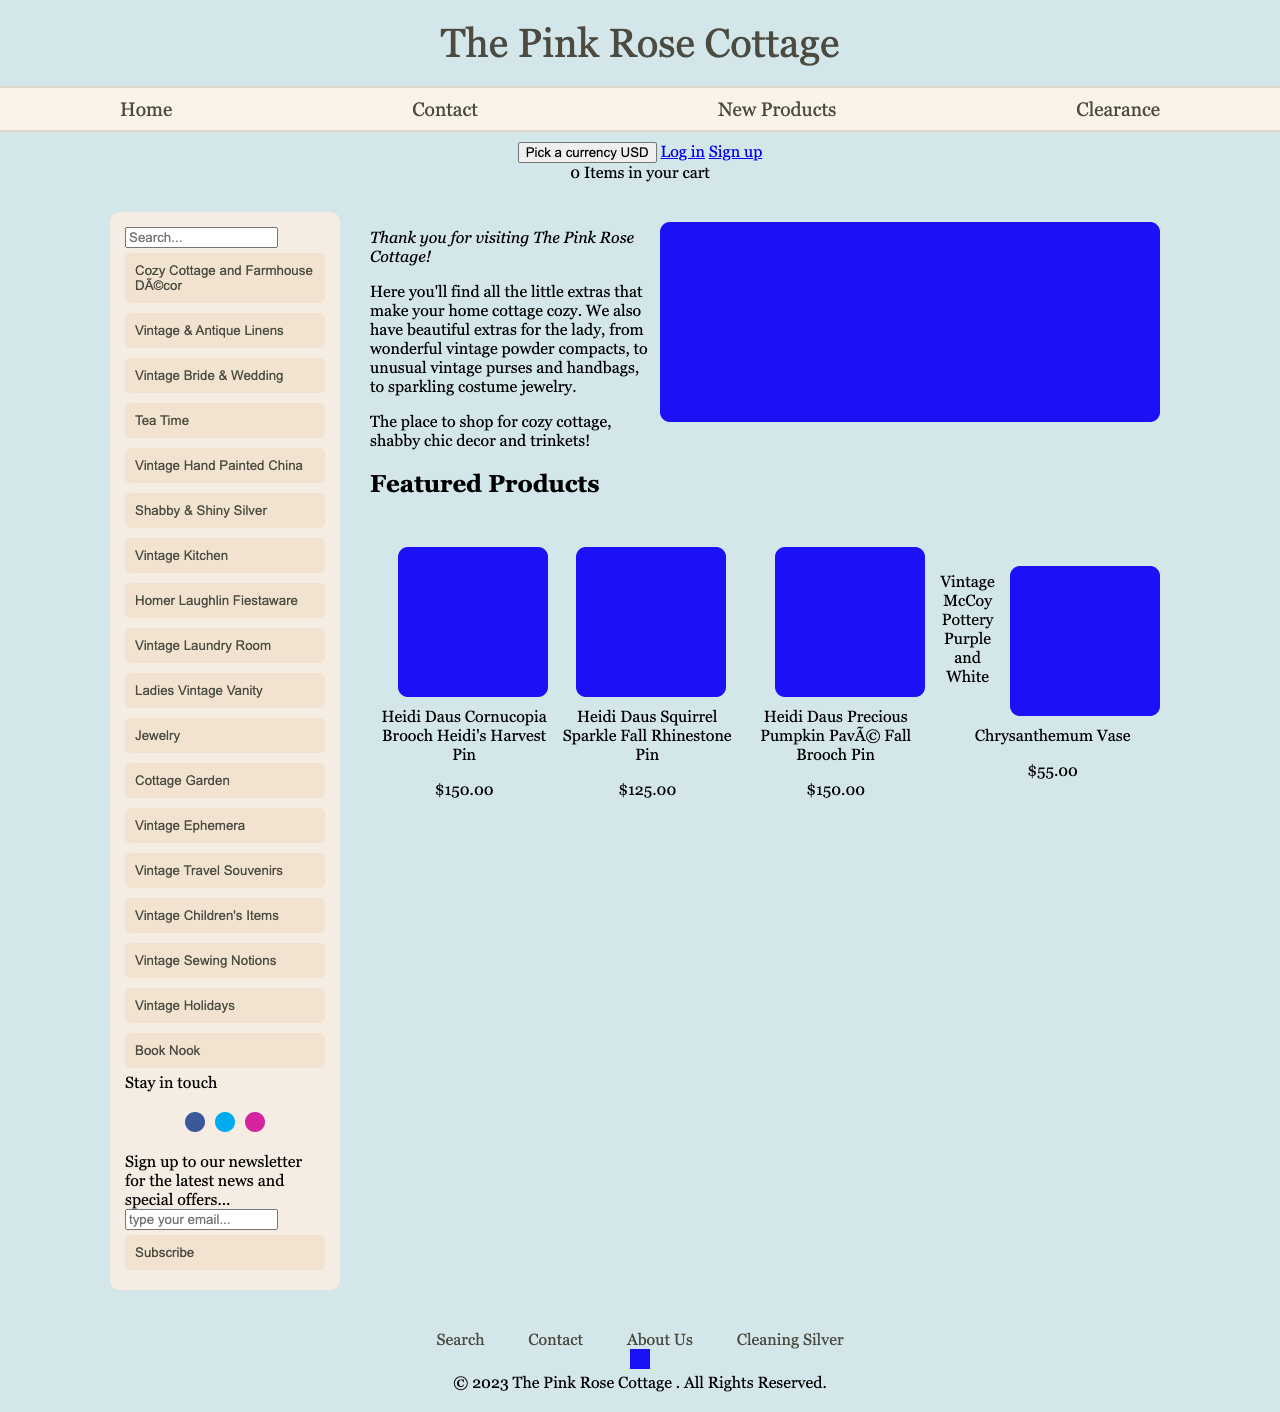 The Pink Rose Cottage
Home Contact New Products Clearance
Pick a currency USD Log in Sign up
0 Items in your cart
Search...
Cozy Cottage and Farmhouse
DÃ©cor
Vintage & Antique Linens
Vintage Bride & Wedding
Tea Time
Vintage Hand Painted China
Shabby & Shiny Silver
Vintage Kitchen
Homer Laughlin Fiestaware
Vintage Laundry Room
Ladies Vintage Vanity
Jewelry
Cottage Garden
Vintage Ephemera
Vintage Travel Souvenirs
Vintage Children's Items
Vintage Sewing Notions
Vintage Holidays
Book Nook
Stay in touch
Sign up to our newsletter
for the latest news and
special offers...
type your email...
Subscribe
Thank you for visiting The Pink Rose
Cottage!
Here you'll find all the little extras that
make your home cottage cozy. We also
have beautiful extras for the lady, from
wonderful vintage powder compacts, to
unusual vintage purses and handbags,
to sparkling costume jewelry.
The place to shop for cozy cottage,
shabby chic decor and trinkets!
Featured Products
Heidi Daus Cornucopia
Brooch Heidi's Harvest
Pin
$150.00
Heidi Daus Squirrel
Sparkle Fall Rhinestone
Pin
$125.00
Heidi Daus Precious
Pumpkin PavÃ© Fall
Brooch Pin
$150.00
Vintage
McCoy
Pottery
Purple
and
White
Chrysanthemum Vase
$55.00
Search Contact About Us Cleaning Silver
© 2023 The Pink Rose Cottage . All Rights Reserved.